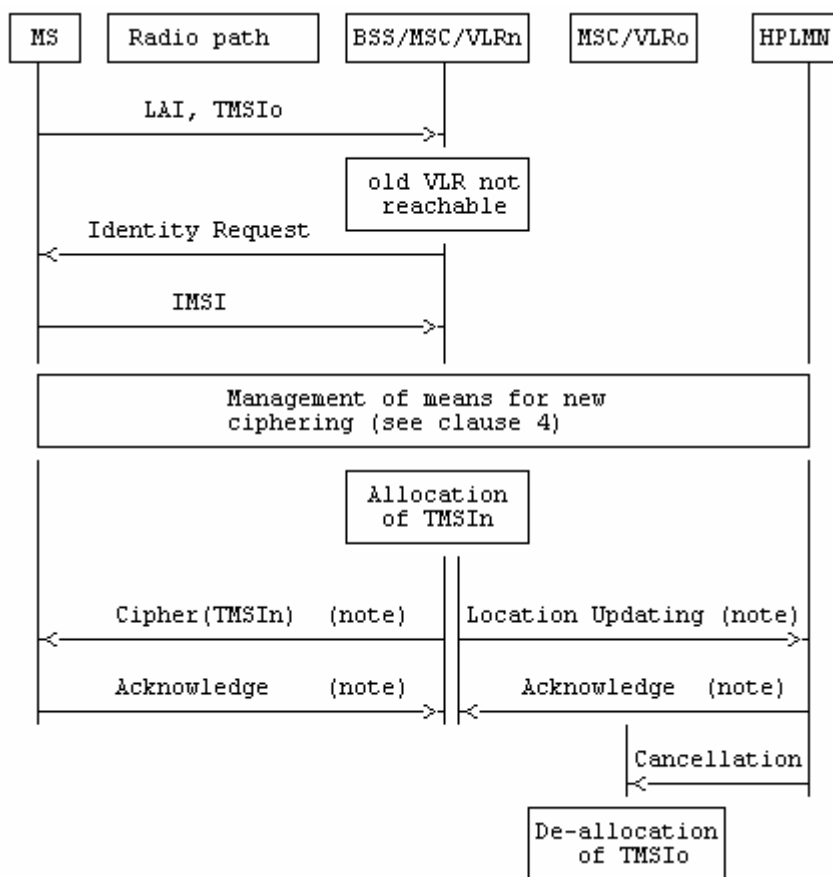 MS
Radio path
BSS/MSC/VLRn
MSC/VLRo
HPLMN
LAI, TMSIo
old VLR not
reachable
Identity Request
IMSI
Management of means for new
ciphering (see clause 4)
Allocation
of TMSIn
Cipher(TMSIn) (note)
Location Updating (note)
Acknowledge (note)
Acknowledge (note)
Cancellation
De-allocation
of TMSIo